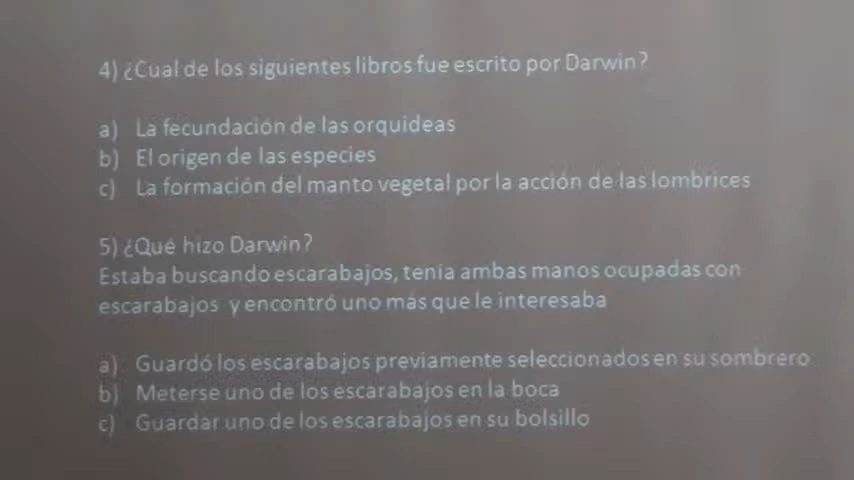 4) ¿Cual de los siguientes libros fue escrito por Darwin?
a) La fecundación de las orquídeas
b) El origen de las especies
c) La formación del manto vegetal por la acción de las lombrices
5) ¿Qué hizo Darwin?
Estaba buscando escarabajos, tenía ambas manos ocupadas con
escarabajos y encontró uno más que le interesaba
a) Guardó los escarabajos previamente seleccionados en su sombrero
b) Meterse uno de los escarabajos en la boca
c) Guardar uno de los escarabajos en su bolsillo